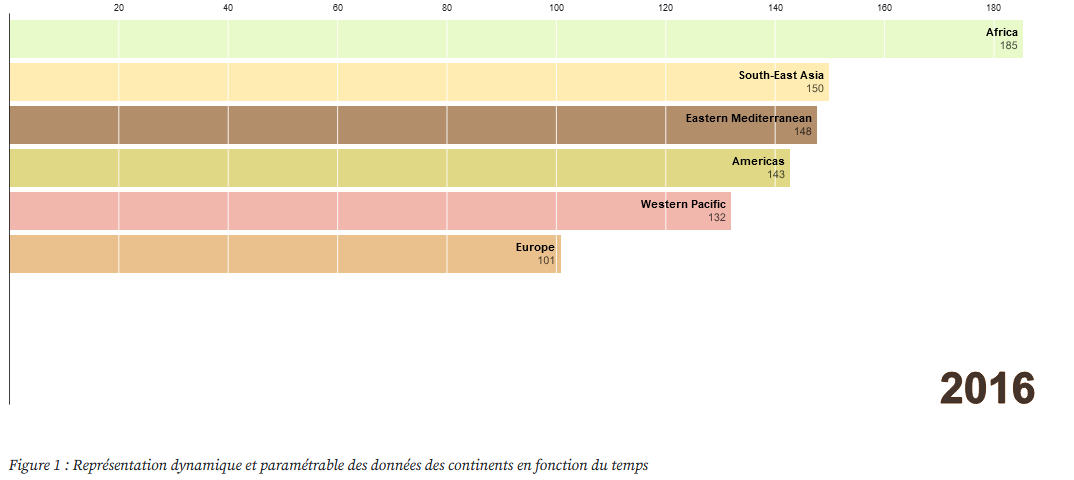 20 40 60 80 100 120 140 160 180
Africa
185
South-East Asia
150
Eastern Mediterranean
148
Americas
143
Western Pacific
132
Europe
101
2016
Figure 1 : Représentation dynamique et paramétrable des données des continents en fonction du temps